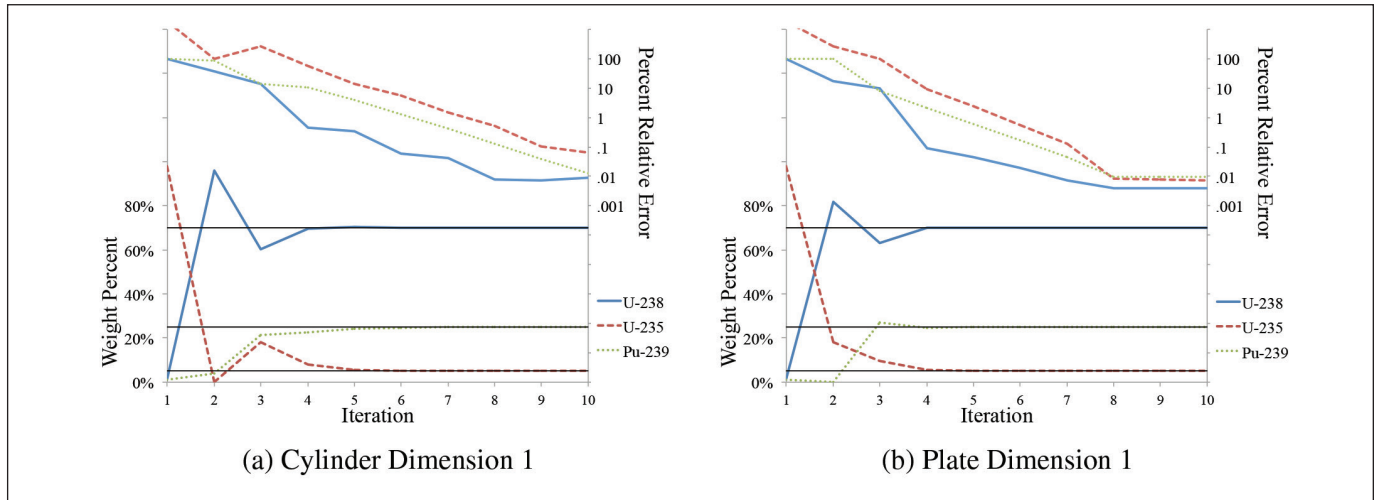 100
10
1
.1
.01
.001
Percent Relative Error
80%
60%
40%
20%
0%
Weight Percent
U-238
U-235
Pu-239
1 2 3 4 5 6 7 8 9 10
Iteration
(a) Cylinder Dimension 1
100
10
1
.1
.01
.001
Percent Relative Error
80%
60%
40%
20%
0%
Weight Percent
U-238
U-235
Pu-239
1 2 3 4 5 6 7 8 9 10
Iteration
(b) Plate Dimension 1